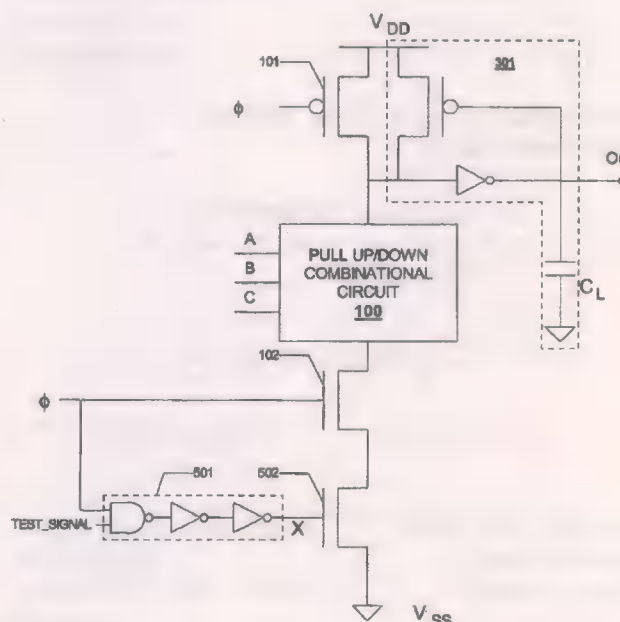 V DD
101
301
ϕ
A
B
C
PULL UP/DOWN
COMBINATIONAL
CIRCUIT
100
C L
102
ϕ
501
502
TEST_SIGNAL
X
V SS